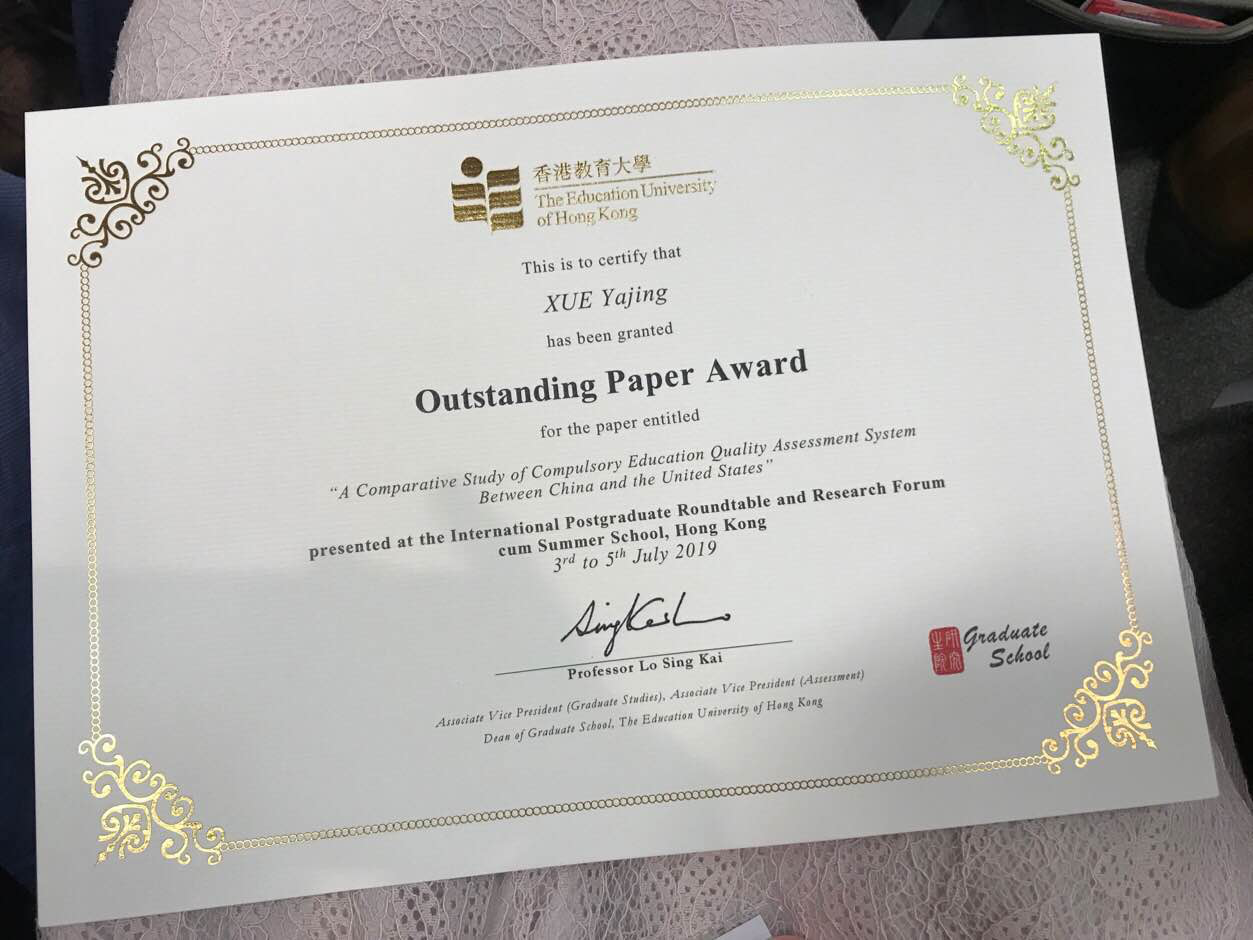 香港教育大學
The Education University
of Hong Kong
This is to certify that
XUE Yajing
has been granted
Outstanding Paper Award
for the paper entitled
“A Comparative Study of Compulsory Education Quality Assessment System
Between China and the United States”
presented at the International Postgraduate Roundtable and Research Forum
cum Summer School, Hong Kong
3rd to 5th July 2019
Professor Lo Sing Kai
Associate Vice President (Graduate Studies), Associate Vice President (Assessment)
Dean of Graduate School, The Education University of Hong Kong
研究生院
Graduate
School